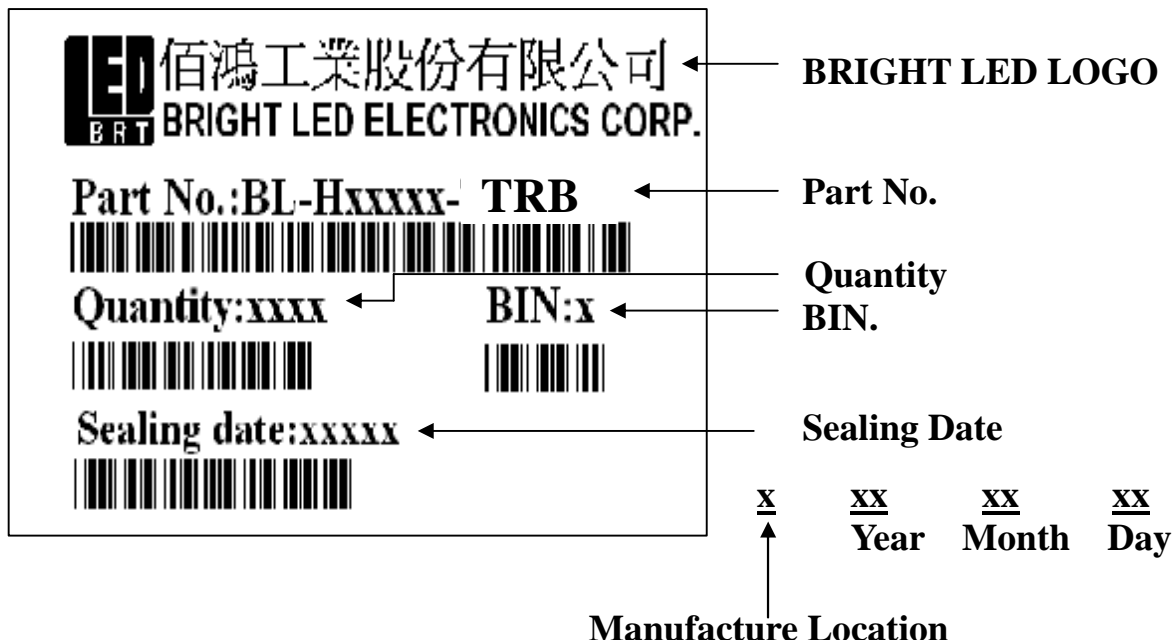 LED 佰鴻工業股份有限公司 BRIGHT LED LOGO
BRT BRIGHT LED ELECTRONICS CORP.
Part No.:BL-Hxxxxx- TRB Part No.
Quantity
Quantity:xxxx BIN:x BIN.
Sealing date:xxxxx Sealing Date
x xx xx xx
Year Month Day
Manufacture Location